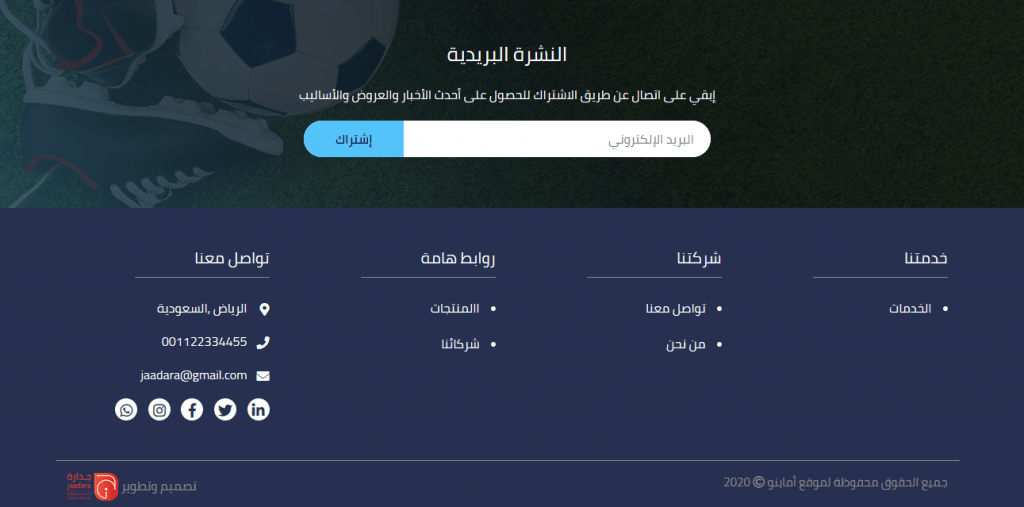 النشرة البريدية
إبقي على اتصال عن طريق الاشتراك للحصول على أحدث الأخبار والعروض والأساليب
البريد الإلكتروني
إشتراك
خدمتنا
الخدمات
شركتنا
تواصل معنا
من نحن
روابط هامة
االمنتجات
شركائنا
تواصل معنا
الرياض ,السعودية
001122334455
jaadara@gmail.com
جميع الحقوق محفوظة لموقع أماينو © 2020
تصميم وتطوير
جدارة
jaadara